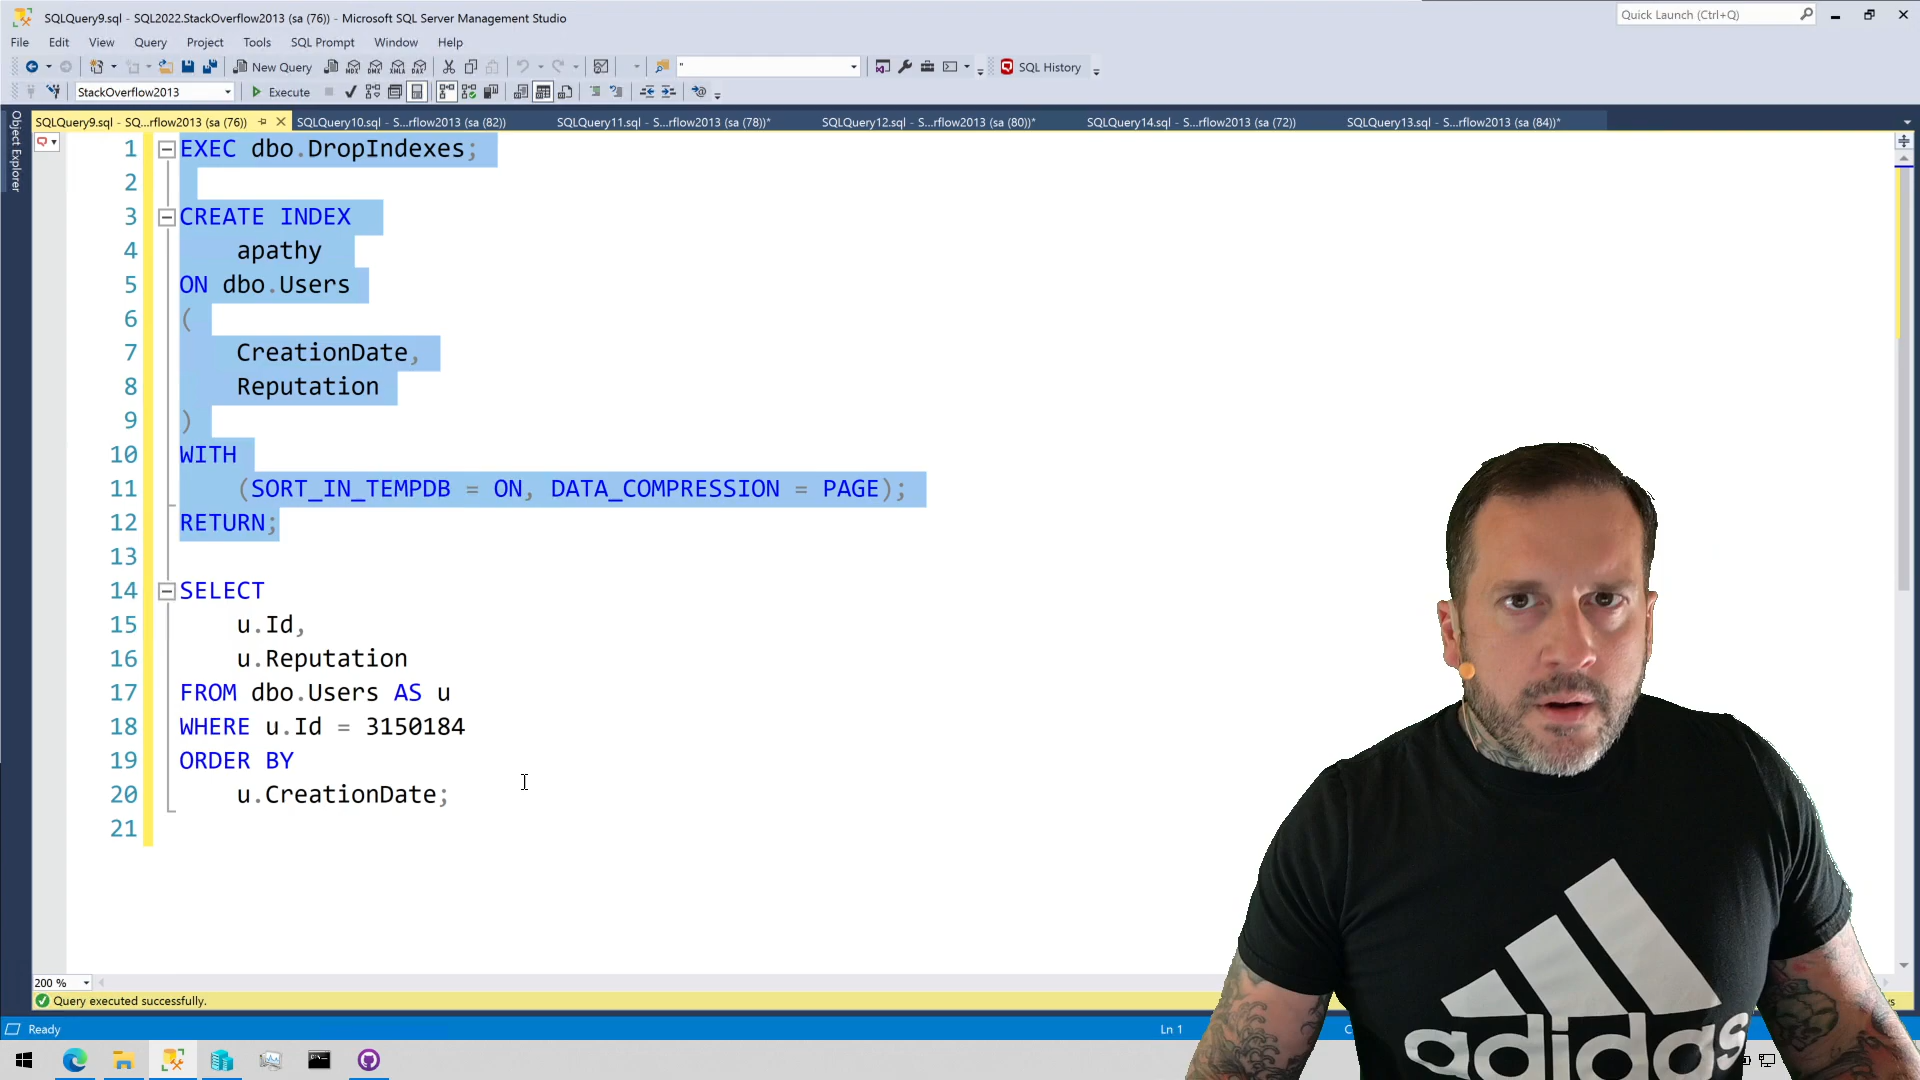 SQLQuery9.sql - SQL2022.StackOverflow2013 (sa (76)) - Microsoft SQL Server Management Studio
Quick Launch (Ctrl+Q)
File Edit View Query Project Tools SQL Prompt Window Help
New Query
MDX DMX XMLA DAX
"
SQL History
StackOverflow2013
Execute
SQLQuery9.sql - SQ...rflow2013 (sa (76)) SQLQuery10.sql - S...rflow2013 (sa (82)) SQLQuery11.sql - S...rflow2013 (sa (78))* SQLQuery12.sql - S...rflow2013 (sa (80))* SQLQuery14.sql - S...rflow2013 (sa (72)) SQLQuery13.sql - S...rflow2013 (sa (84))*
Object Explorer
1 EXEC dbo.DropIndexes;
2
3 CREATE INDEX
4 apathy
5 ON dbo.Users
6 (
7 CreationDate,
8 Reputation
9 )
10 WITH
11 (SORT_IN_TEMPDB = ON, DATA_COMPRESSION = PAGE);
12 RETURN;
13
14 SELECT
15 u.Id,
16 u.Reputation
17 FROM dbo.Users AS u
18 WHERE u.Id = 3150184
19 ORDER BY
20 u.CreationDate;
21
200 %
Query executed successfully.
Ready
Ln 1
adidas